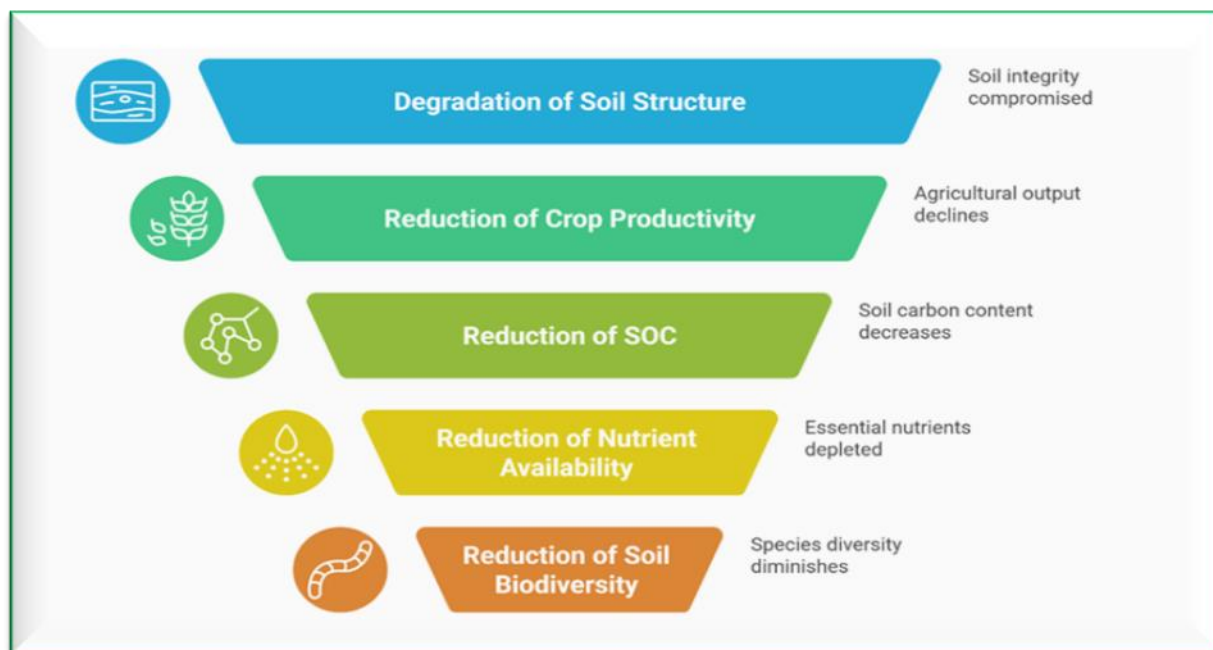 Degradation of Soil Structure
Soil integrity
compromised
Reduction of Crop Productivity
Agricultural output
declines
Reduction of SOC
Soil carbon content
decreases
Reduction of Nutrient
Availability
Essential nutrients
depleted
Reduction of Soil
Biodiversity
Species diversity
diminishes